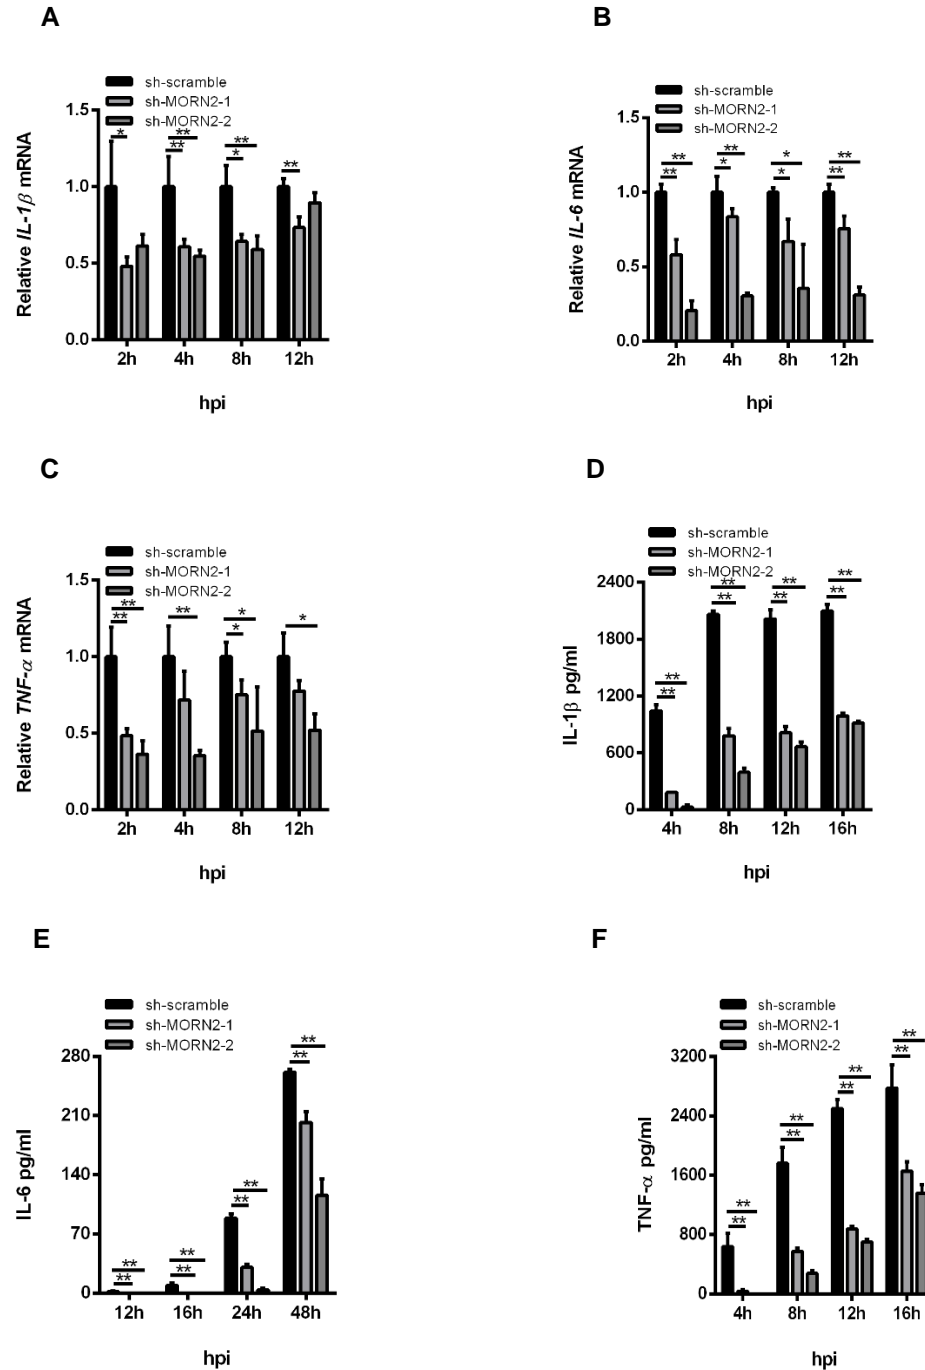 A
sh-scramble
sh-MORN2-1
sh-MORN2-2
Relative IL-1β mRNA
1.5
1.0
0.5
0.0
* ** ** ** * **
2h 4h 8h 12h
hpi
B
sh-scramble
sh-MORN2-1
sh-MORN2-2
Relative IL-6 mRNA
1.5
1.0
0.5
0.0
** ** ** * * * ** **
2h 4h 8h 12h
hpi
C
sh-scramble
sh-MORN2-1
sh-MORN2-2
Relative TNF-α mRNA
1.5
1.0
0.5
0.0
** ** ** * * *
2h 4h 8h 12h
hpi
D
sh-scramble
sh-MORN2-1
sh-MORN2-2
IL-1β pg/ml
2400
1800
1200
600
0
** ** ** ** ** ** ** **
4h 8h 12h 16h
hpi
E
sh-scramble
sh-MORN2-1
sh-MORN2-2
IL-6 pg/ml
280
210
140
70
0
** ** ** ** ** ** ** **
12h 16h 24h 48h
hpi
F
sh-scramble
sh-MORN2-1
sh-MORN2-2
TNF-α pg/ml
3200
2400
1600
800
0
** ** ** ** ** ** ** **
4h 8h 12h 16h
hpi